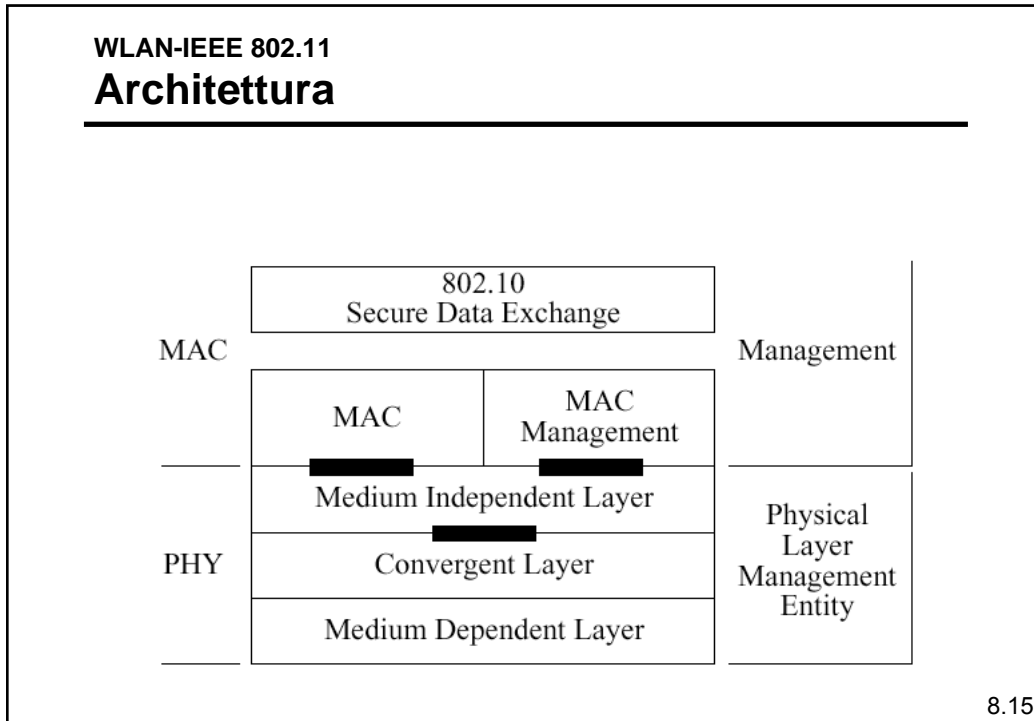 WLAN-IEEE 802.11
Architettura
802.10
Secure Data Exchange
MAC
Management
MAC
MAC
Management
Medium Independent Layer
Physical
Layer
Management
Entity
PHY
Convergent Layer
Medium Dependent Layer
8.15